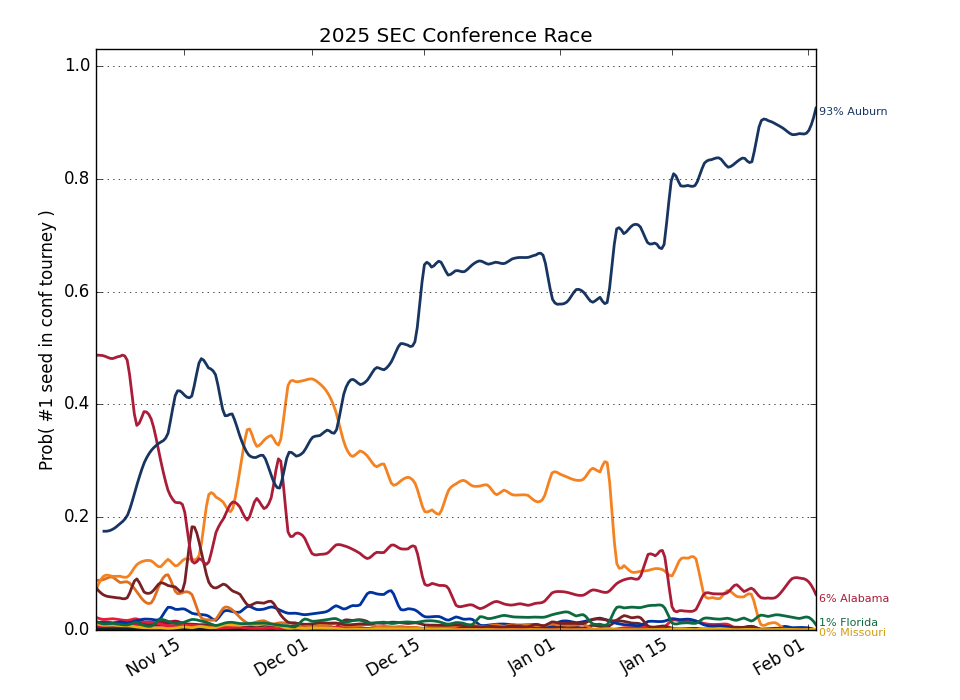 2025 SEC Conference Race
1.0
0.8
0.6
0.4
0.2
0.0
Prob( #1 seed in conf tourney )
93% Auburn
6% Alabama
1% Florida
0% Missouri
Nov 15
Dec 01
Dec 15
Jan 01
Jan 15
Feb 01